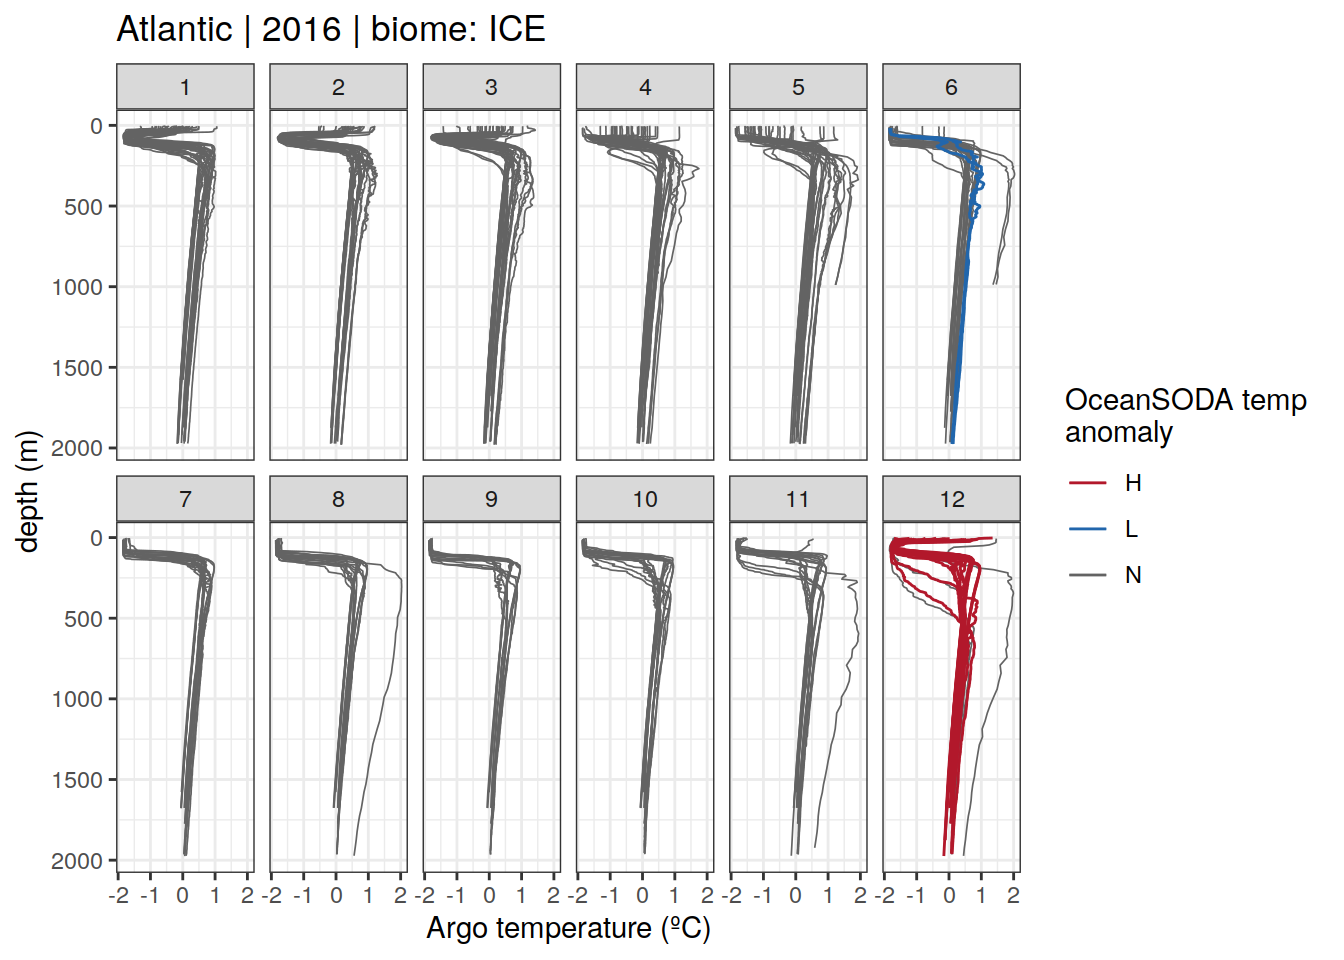 Atlantic | 2016 | biome: ICE
1 2 3 4 5 6
0
500
1000
1500
2000
7 8 9 10 11 12
0
500
1000
1500
2000
-2 -1 0 1 2 -2 -1 0 1 2 -2 -1 0 1 2 -2 -1 0 1 2 -2 -1 0 1 2 -2 -1 0 1 2
Argo temperature (ºC)
depth (m)
OceanSODA temp
anomaly
H
L
N